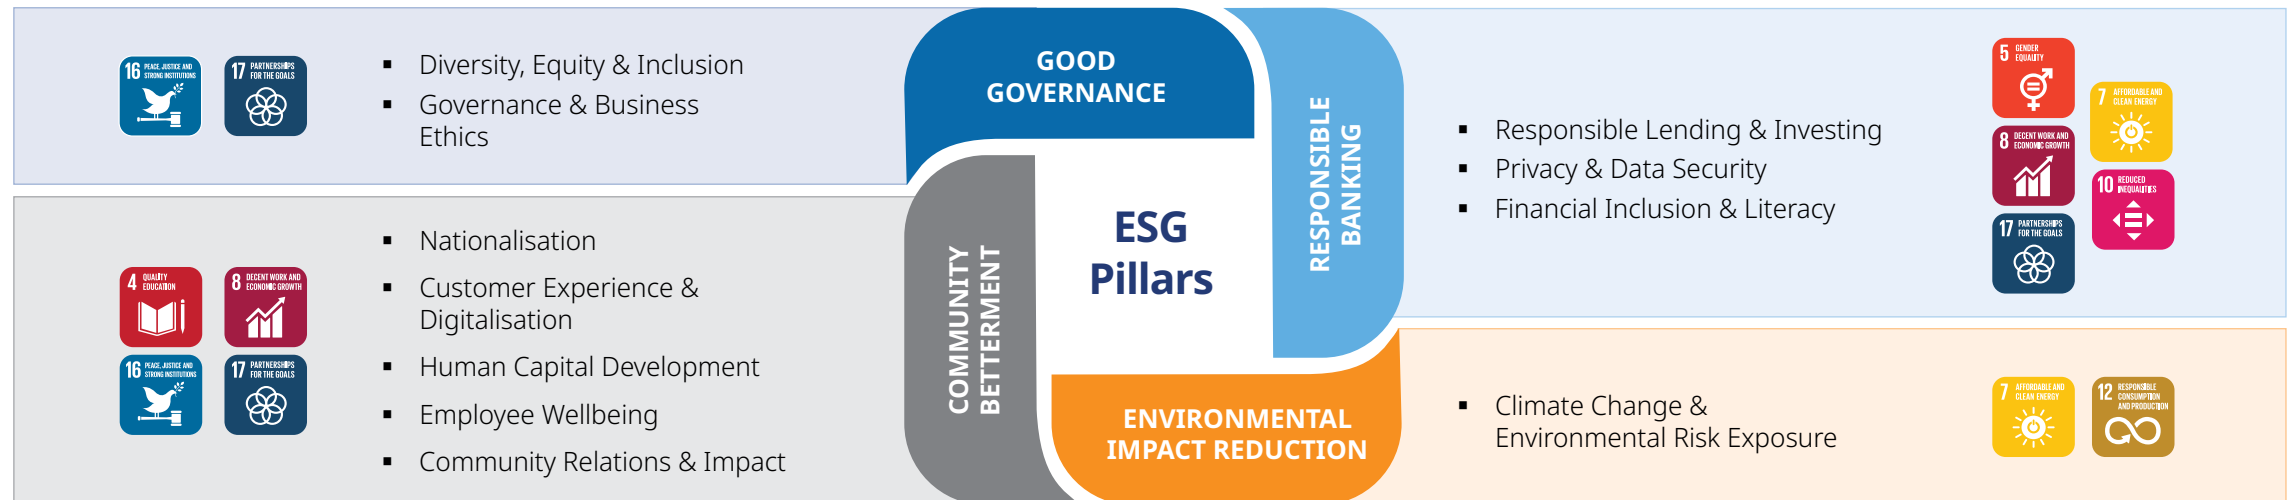 16 PEACE, JUSTICE AND
STRONG INSTITUTIONS
17 PARTNERSHIPS
FOR THE GOALS
▪ Diversity, Equity & Inclusion
▪ Governance & Business
Ethics
GOOD
GOVERNANCE
RESPONSIBLE
BANKING
▪ Responsible Lending & Investing
▪ Privacy & Data Security
▪ Financial Inclusion & Literacy
5 GENDER
EQUALITY
7 AFFORDABLE AND
CLEAN ENERGY
8 DECENT WORK AND
ECONOMIC GROWTH
10 REDUCED
INEQUALITIES
17 PARTNERSHIPS
FOR THE GOALS
ESG
Pillars
4 QUALITY
EDUCATION
8 DECENT WORK AND
ECONOMIC GROWTH
16 PEACE, JUSTICE AND
STRONG INSTITUTIONS
17 PARTNERSHIPS
FOR THE GOALS
▪ Nationalisation
▪ Customer Experience &
Digitalisation
▪ Human Capital Development
▪ Employee Wellbeing
▪ Community Relations & Impact
COMMUNITY
BETTERMENT
ENVIRONMENTAL
IMPACT REDUCTION
▪ Climate Change &
Environmental Risk Exposure
7 AFFORDABLE AND
CLEAN ENERGY
12 RESPONSIBLE
CONSUMPTION
AND PRODUCTION